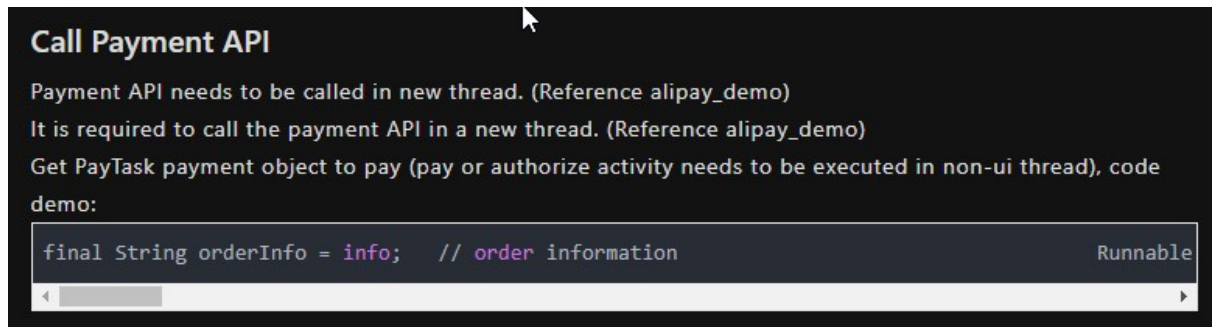 Call Payment API
Payment API needs to be called in new thread. (Reference alipay_demo)
It is required to call the payment API in a new thread. (Reference alipay_demo)
Get PayTask payment object to pay (pay or authorize activity needs to be executed in non-ui thread), code
demo:
final String orderInfo = info;   // order information Runnable